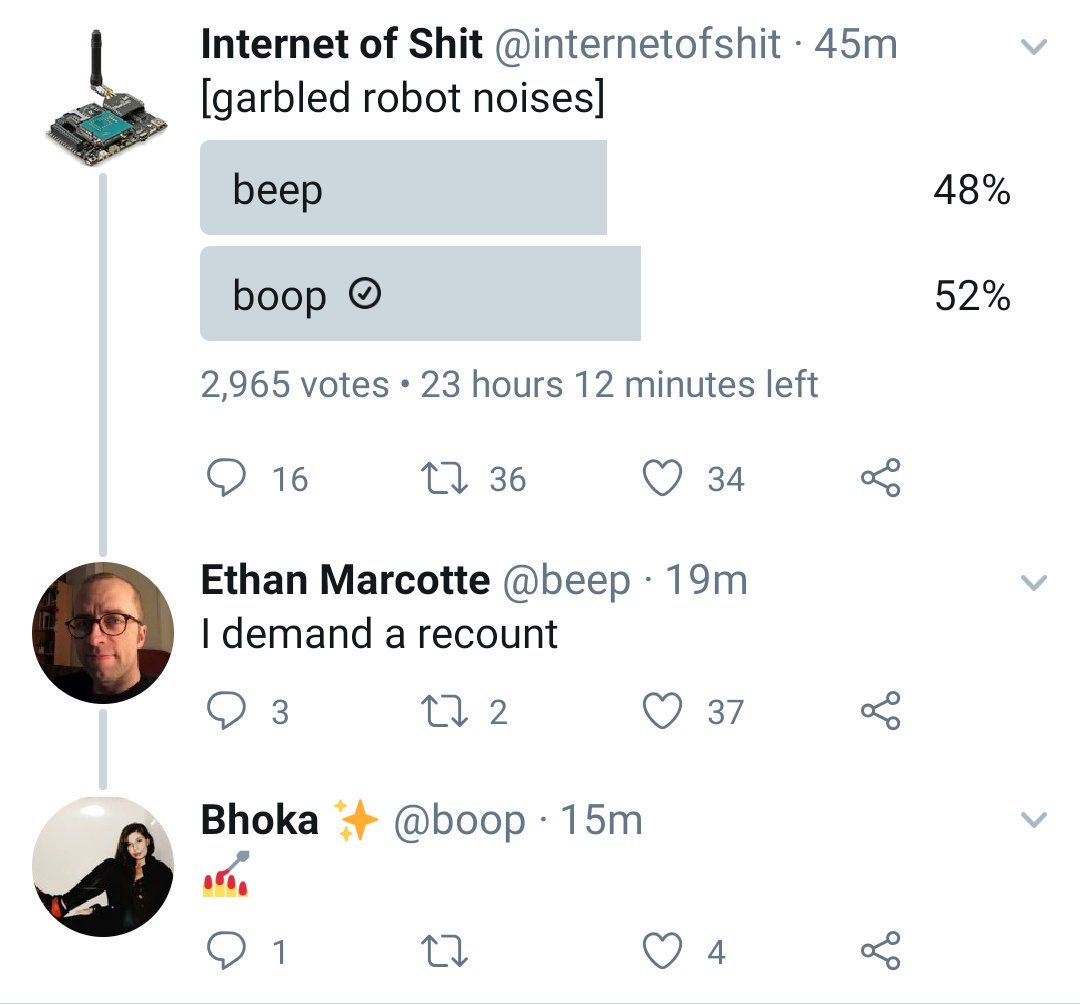 Internet of Shit @internetofshit · 45m
[garbled robot noises]
beep 48%
boop 52%
2,965 votes • 23 hours 12 minutes left
16 36 34
Ethan Marcotte @beep · 19m
I demand a recount
3 2 37
Bhoka ✨ @boop · 15m
💅
1 4